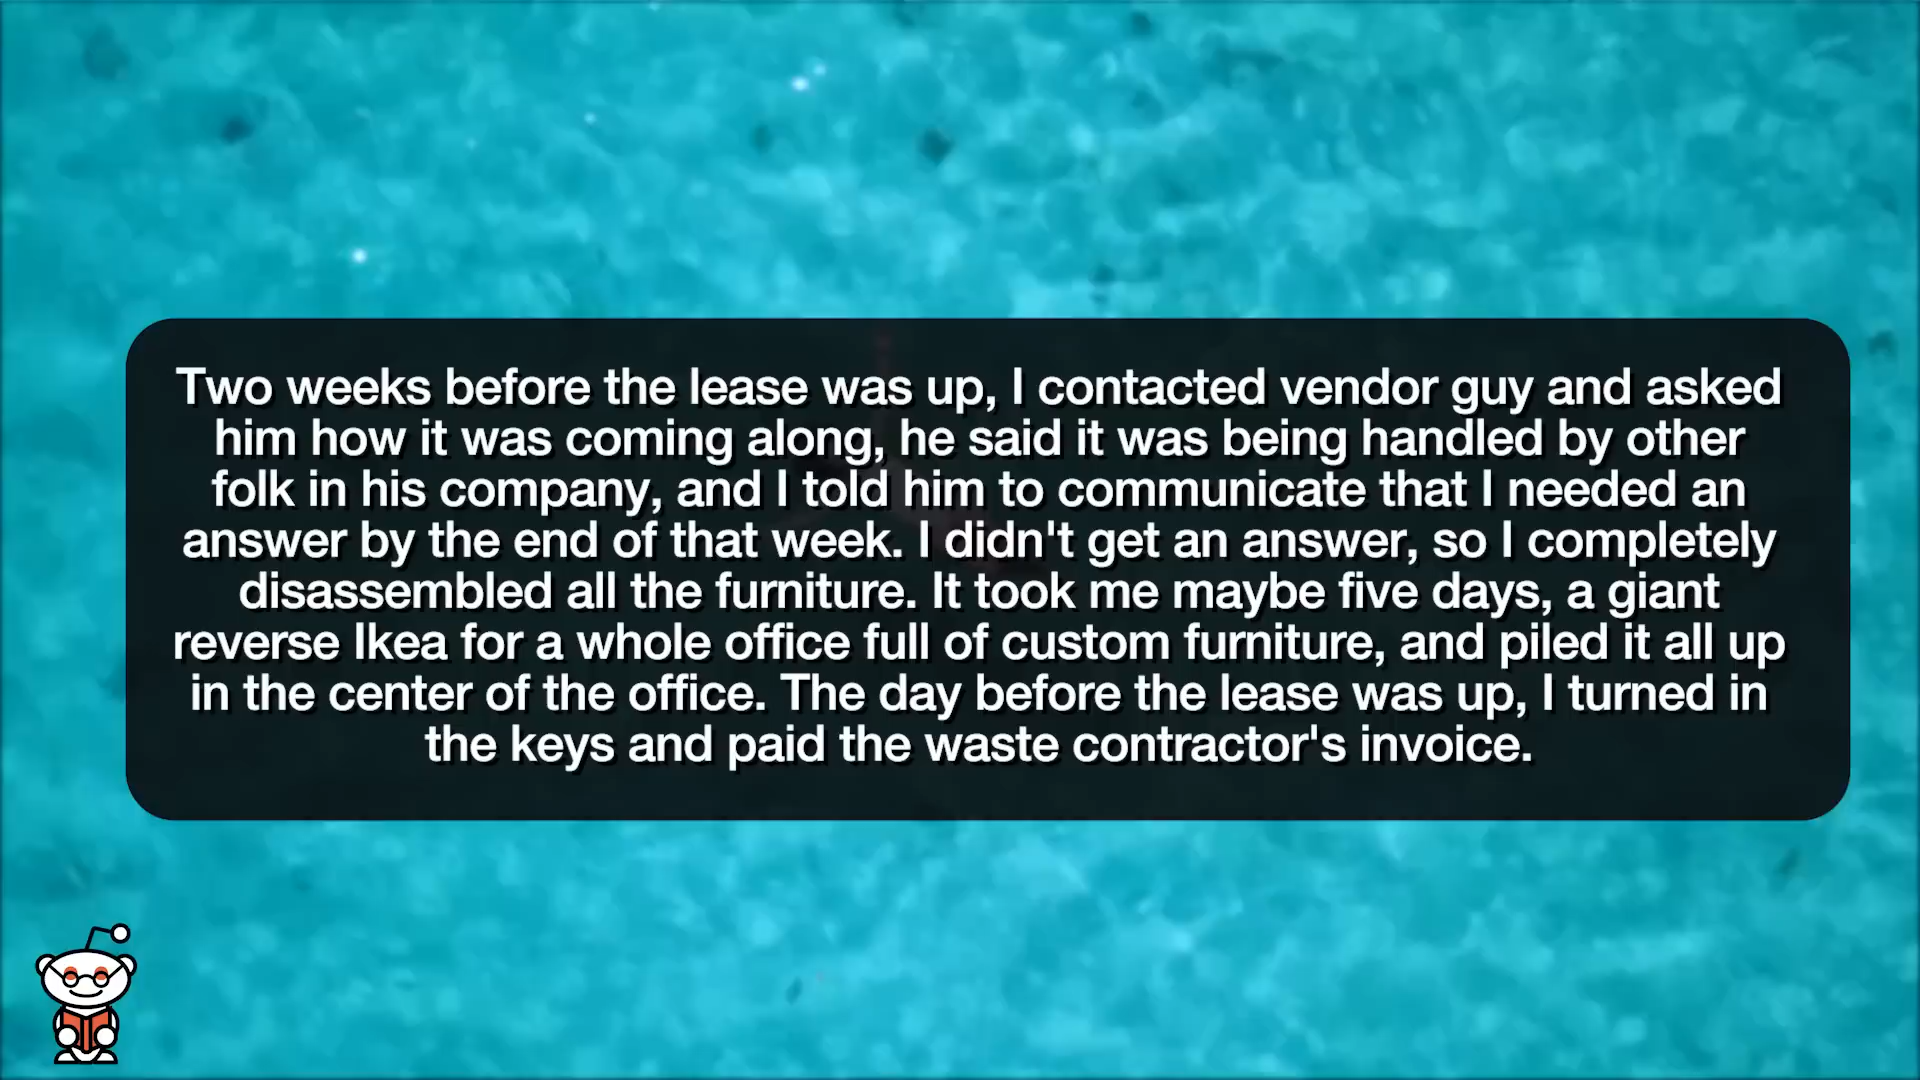 Two weeks before the lease was up, I contacted vendor guy and asked
him how it was coming along, he said it was being handled by other
folk in his company, and I told him to communicate that I needed an
answer by the end of that week. I didn't get an answer, so I completely
disassembled all the furniture. It took me maybe five days, a giant
reverse Ikea for a whole office full of custom furniture, and piled it all up
in the center of the office. The day before the lease was up, I turned in
the keys and paid the waste contractor's invoice.